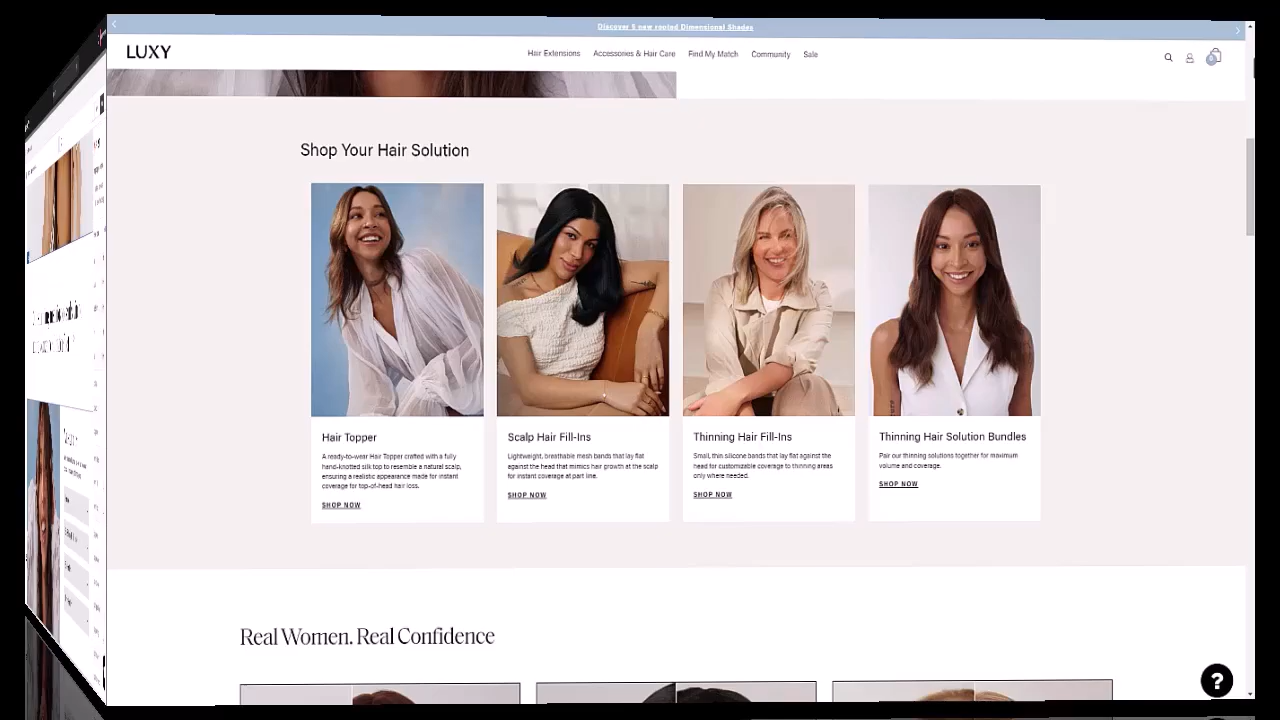 Discover 5 new rooted Dimensional Shades
LUXY
Hair Extensions
Accessories & Hair Care
Find My Match
Community
Sale
0
Shop Your Hair Solution
Hair Topper
A ready-to-wear Hair Topper crafted with a fully
hand-knotted silk top to resemble a natural scalp,
ensuring a realistic appearance made for instant
coverage for top-of-head hair loss.
SHOP NOW
Scalp Hair Fill-Ins
Lightweight, breathable mesh bands that lay flat
against the head that mimics hair growth at the scalp
for instant coverage at part line.
SHOP NOW
Thinning Hair Fill-Ins
Small, thin silicone bands that lay flat against the
head for customizable coverage to thinning areas
only where needed.
SHOP NOW
Thinning Hair Solution Bundles
Pair our thinning solutions together for maximum
volume and coverage.
SHOP NOW
Real Women. Real Confidence
?